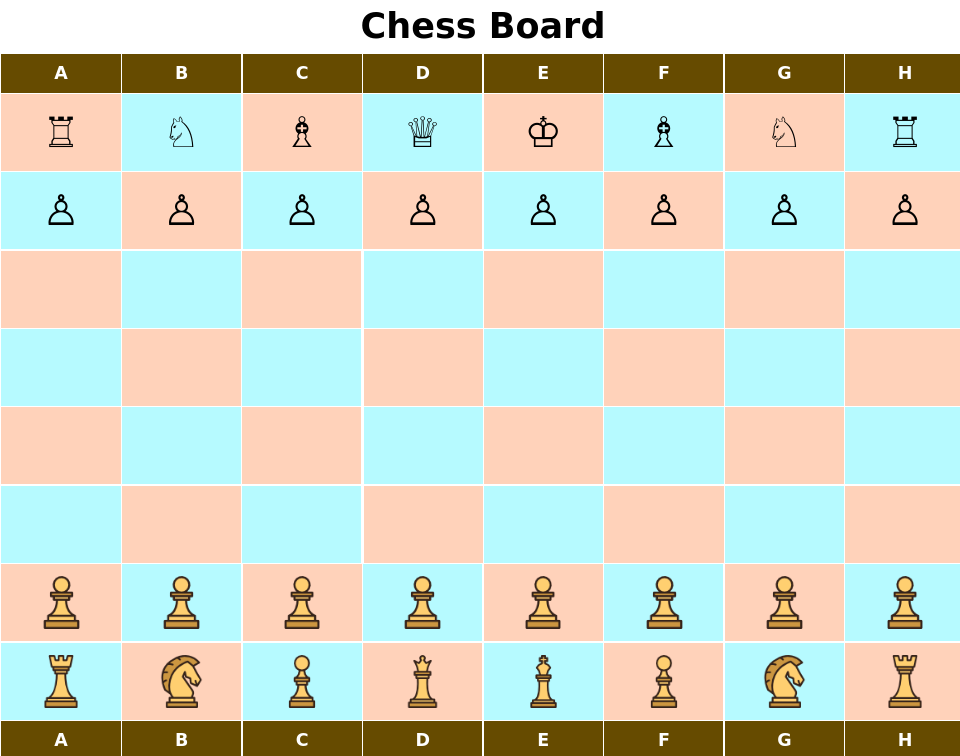 Chess Board
A B C D E F G H
♖ ♘ ♗ ♕ ♔ ♗ ♘ ♖
♙ ♙ ♙ ♙ ♙ ♙ ♙ ♙
A B C D E F G H